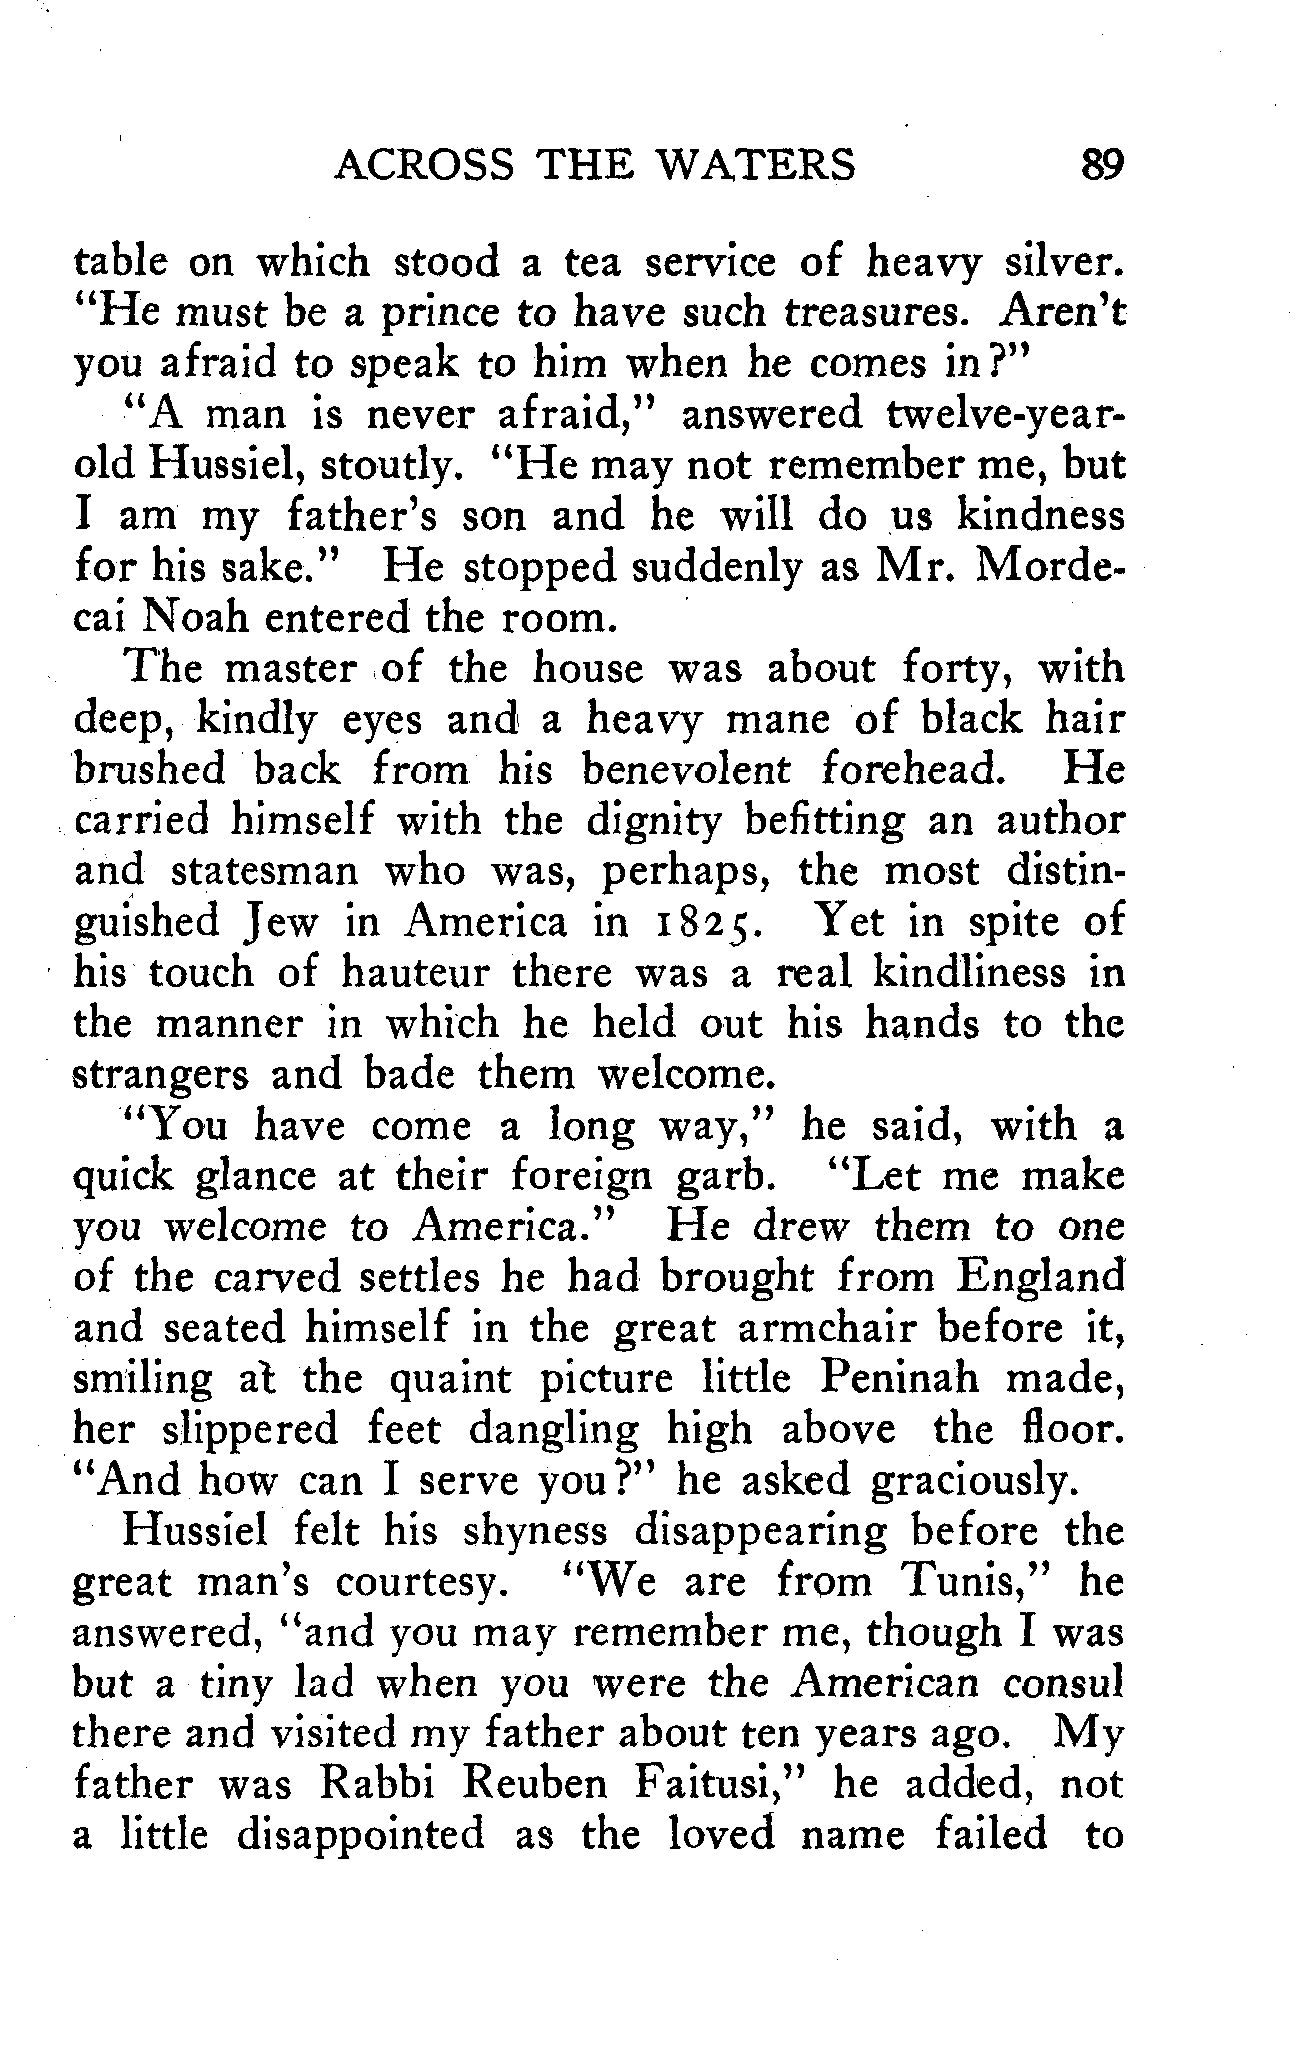 ACROSS THE WATERS 89
table on which stood a tea service of heavy silver.
"He must be a prince to have such treasures. Aren't
you afraid to speak to him when he comes in?"
"A man is never afraid," answered twelve-year-
old Hussiel, stoutly. "He may not remember me, but
I am my father's son and he will do us kindness
for his sake." He stopped suddenly as Mr. Morde-
cai Noah entered the room.
The master of the house was about forty, with
deep, kindly eyes and a heavy mane of black hair
brushed back from his benevolent forehead. He
carried himself with the dignity befitting an author
and statesman who was, perhaps, the most distin-
guished Jew in America in 1825. Yet in spite of
his touch of hauteur there was a real kindliness in
the manner in which he held out his hands to the
strangers and bade them welcome.
"You have come a long way," he said, with a
quick glance at their foreign garb. "Let me make
you welcome to America." He drew them to one
of the carved settles he had brought from England
and seated himself in the great armchair before it,
smiling at the quaint picture little Peninah made,
her slippered feet dangling high above the floor.
"And how can I serve you?" he asked graciously.
Hussiel felt his shyness disappearing before the
great man's courtesy. "We are from Tunis," he
answered, "and you may remember me, though I was
but a tiny lad when you were the American consul
there and visited my father about ten years ago. My
father was Rabbi Reuben Faitusi," he added, not
a little disappointed as the loved name failed to